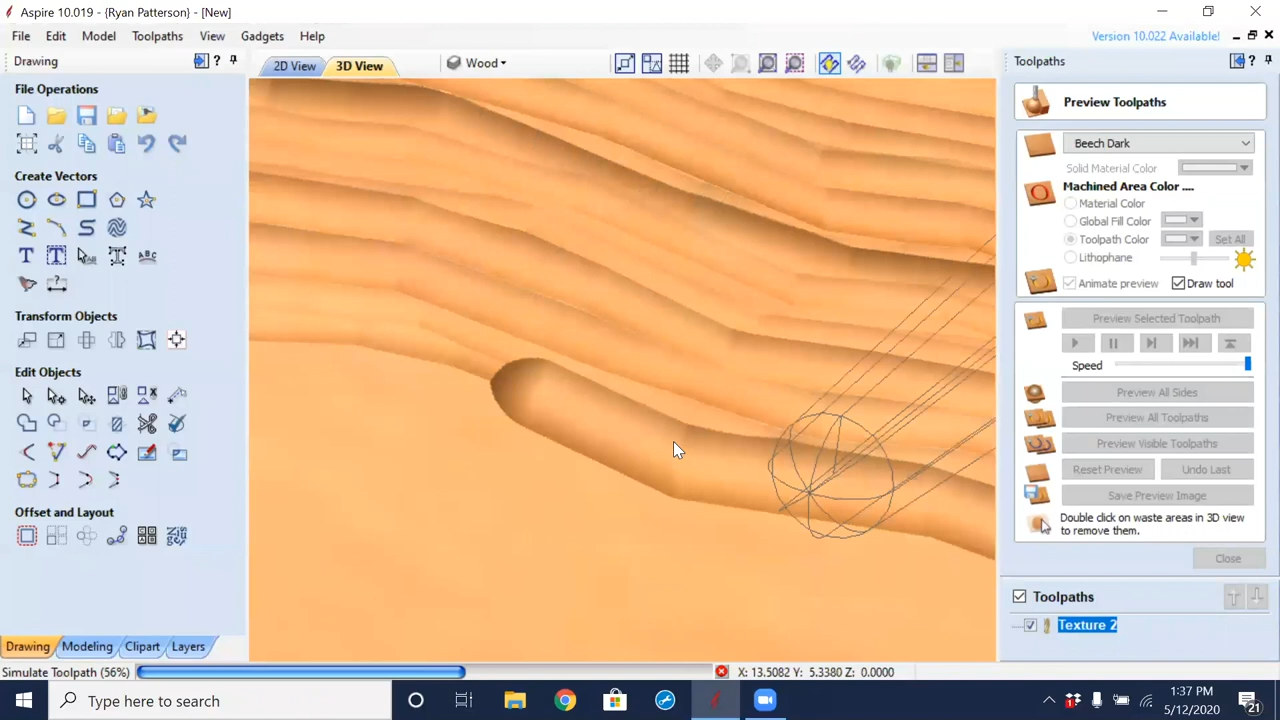 Aspire 10.019 - {Ryan Patterson} - [New]
File Edit Model Toolpaths View Gadgets Help
Version 10.022 Available!
Drawing
?
2D View 3D View
Wood
Toolpaths
?
File Operations
Create Vectors
Transform Objects
Edit Objects
Offset and Layout
Drawing Modeling Clipart Layers
Preview Toolpaths
Beech Dark
Solid Material Color
Machined Area Color ....
Material Color
Global Fill Color
Toolpath Color
Set All
Lithophane
Animate preview
Draw tool
Preview Selected Toolpath
Speed
Preview All Sides
Preview All Toolpaths
Preview Visible Toolpaths
Reset Preview
Undo Last
Save Preview Image
Double click on waste areas in 3D view
to remove them.
Close
Toolpaths
Texture 2
Simulate Toolpath (56%)
X: 13.5082 Y: 5.3380 Z: 0.0000
Type here to search
1:37 PM
5/12/2020
21